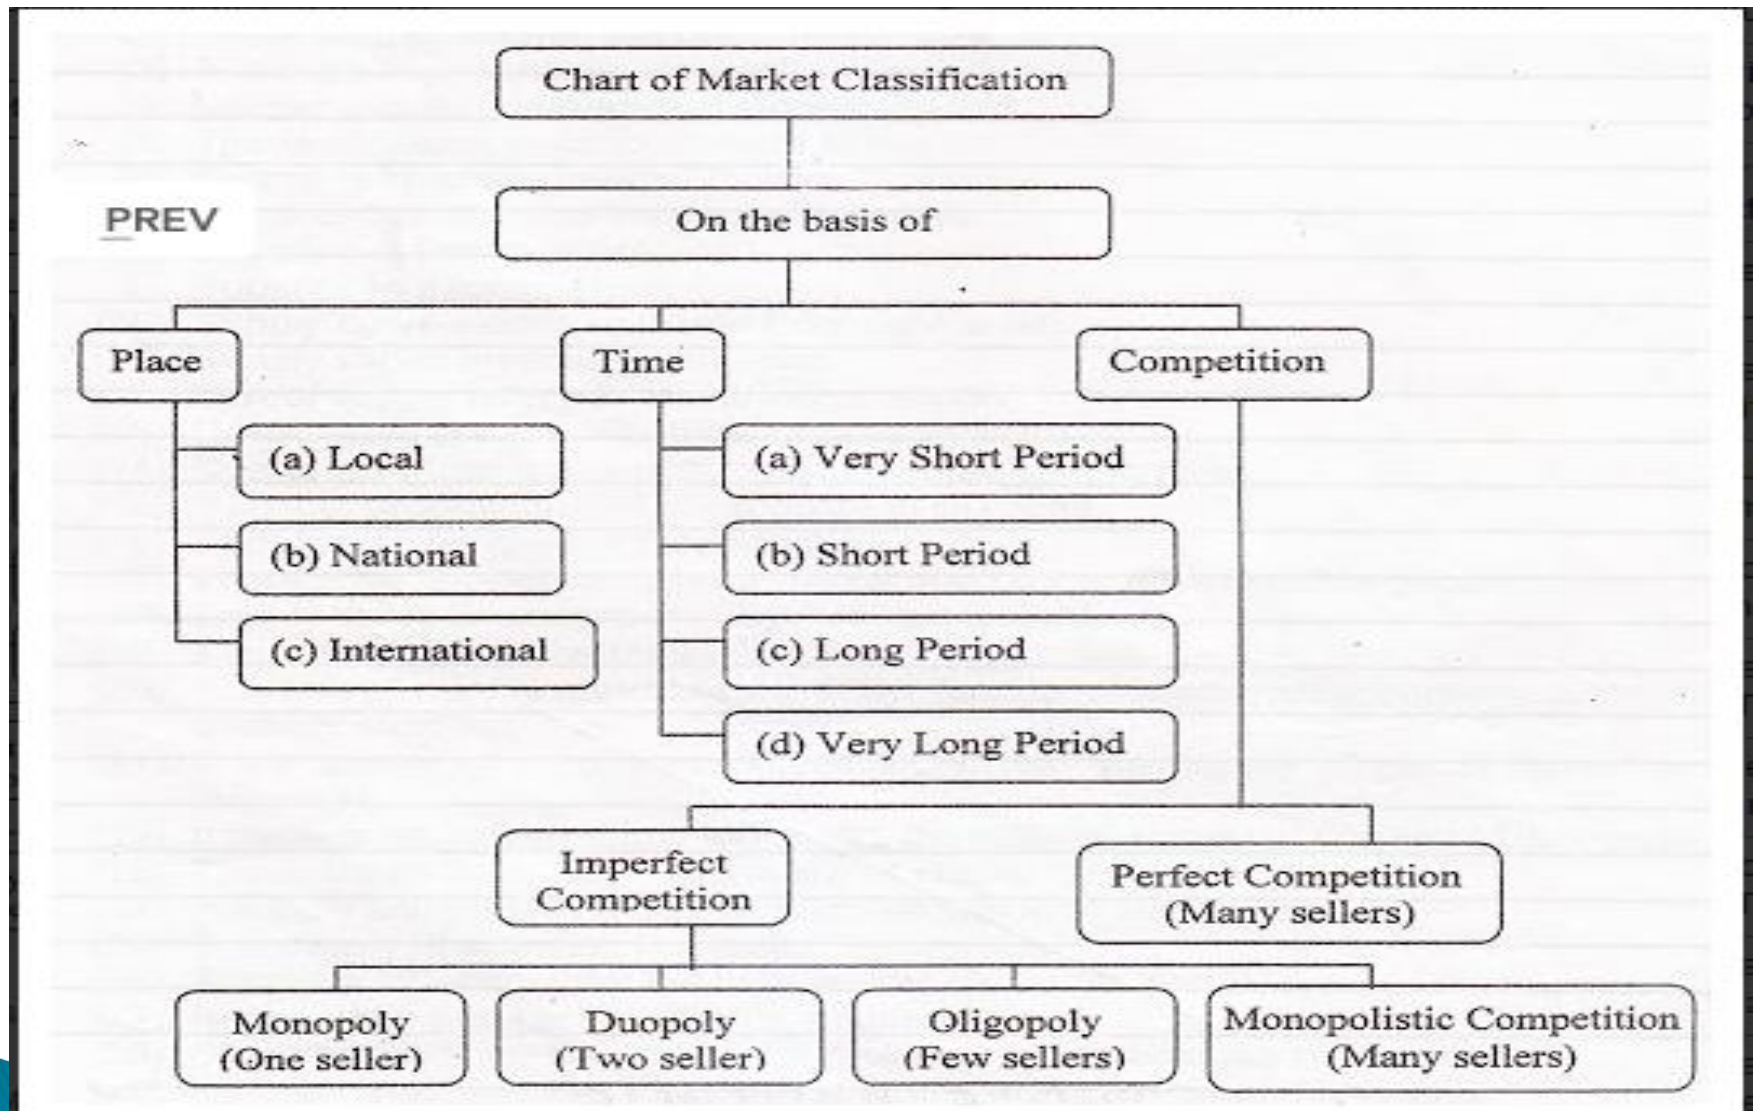 Chart of Market Classification
PREV
On the basis of
Place
Time
Competition
(a) Local
(b) National
(c) International
(a) Very Short Period
(b) Short Period
(c) Long Period
(d) Very Long Period
Imperfect
Competition
Perfect Competition
(Many sellers)
Monopoly
(One seller)
Duopoly
(Two seller)
Oligopoly
(Few sellers)
Monopolistic Competition
(Many sellers)